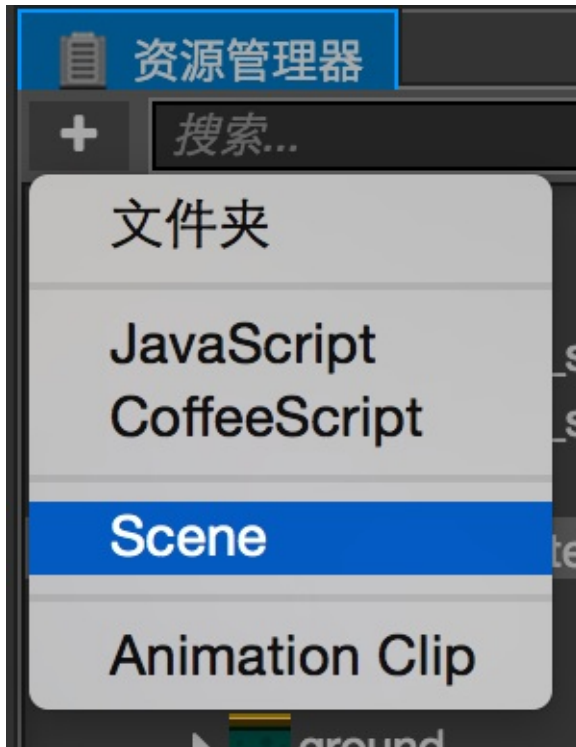 资源管理器
+
搜索...
文件夹
JavaScript
CoffeeScript
Scene
Animation Clip
ground